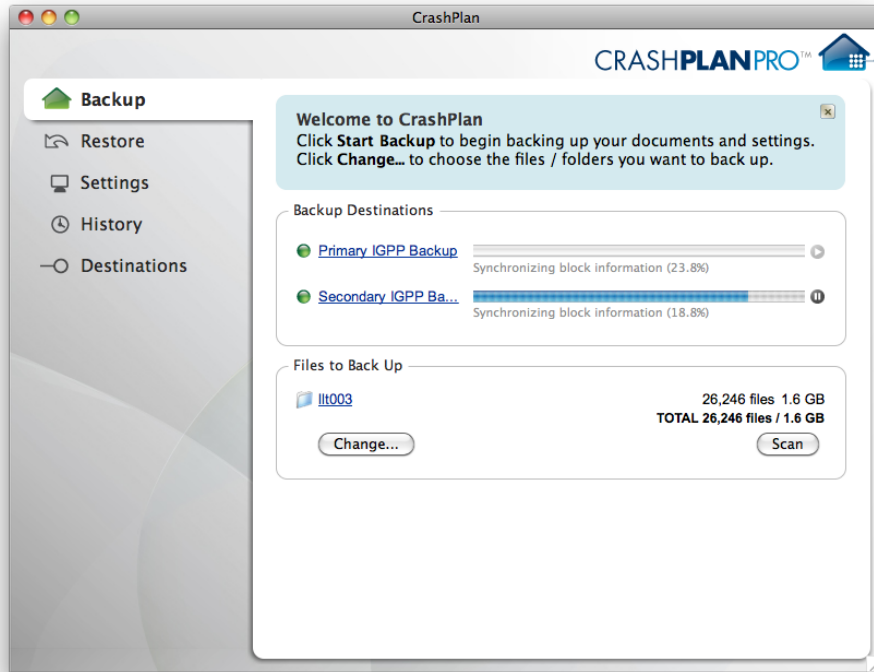 CrashPlan
CRASHPLANPRO™
Backup
Restore
Settings
History
Destinations
Welcome to CrashPlan
Click Start Backup to begin backing up your documents and settings.
Click Change... to choose the files / folders you want to back up.
Backup Destinations
Primary IGPP Backup
Synchronizing block information (23.8%)
Secondary IGPP Ba...
Synchronizing block information (18.8%)
Files to Back Up
llt003 26,246 files 1.6 GB
TOTAL 26,246 files / 1.6 GB
Change... Scan